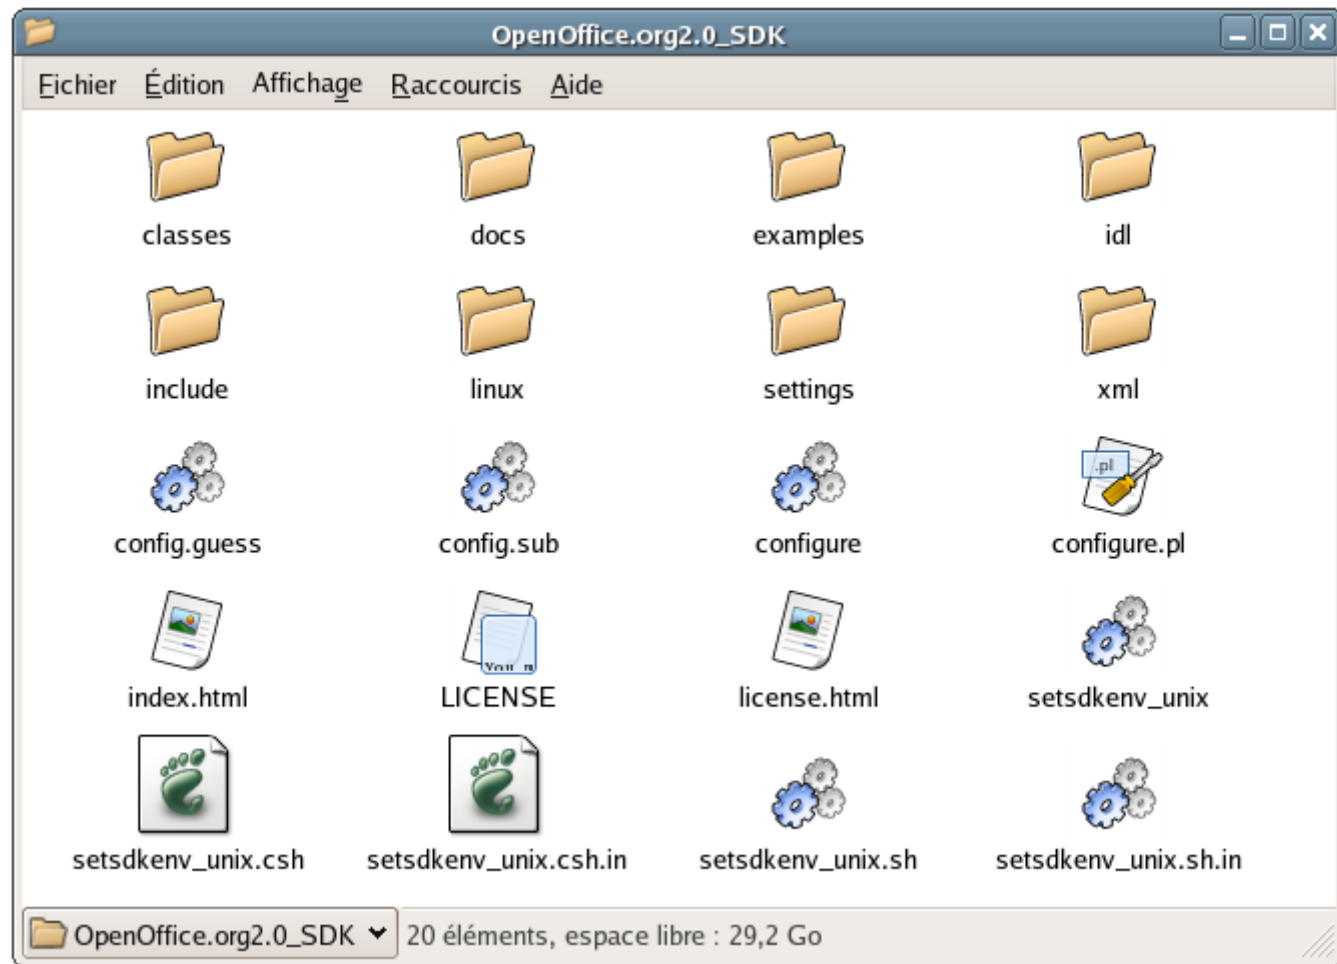 OpenOffice.org2.0_SDK
Fichier Édition Affichage Raccourcis Aide
classes docs examples idl
include linux settings xml
.pl
config.guess config.sub configure configure.pl
You
index.html LICENSE license.html setsdkenv_unix
setsdkenv_unix.csh setsdkenv_unix.csh.in setsdkenv_unix.sh setsdkenv_unix.sh.in
OpenOffice.org2.0_SDK 20 éléments, espace libre : 29,2 Go